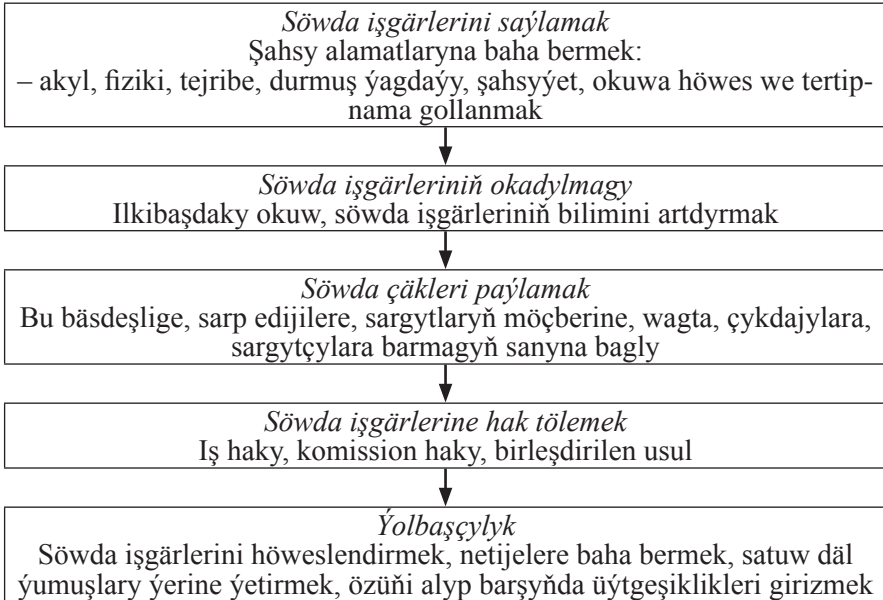 Söwda işgärlerini saýlamak
Şahsy alamatlaryna baha bermek:
– akyl, fiziki, tejribe, durmuş ýagdaýy, şahsyýet, okuwa höwes we tertip-
nama gollanmak
Söwda işgärleriniň okadylmagy
Ilkibaşdaky okuw, söwda işgärleriniň bilimini artdyrmak
Söwda çäkleri paýlamak
Bu bäsdeşlige, sarp edijilere, sargytlaryň möçberine, wagta, çykdajylara,
sargytçylara barmagyň sanyna bagly
Söwda işgärlerine hak tölemek
Iş haky, komission haky, birleşdirilen usul
Ýolbaşçylyk
Söwda işgärlerini höweslendirmek, netijelere baha bermek, satuw däl
ýumuşlary ýerine ýetirmek, özüňi alyp barşyňda üýtgeşiklikleri girizmek